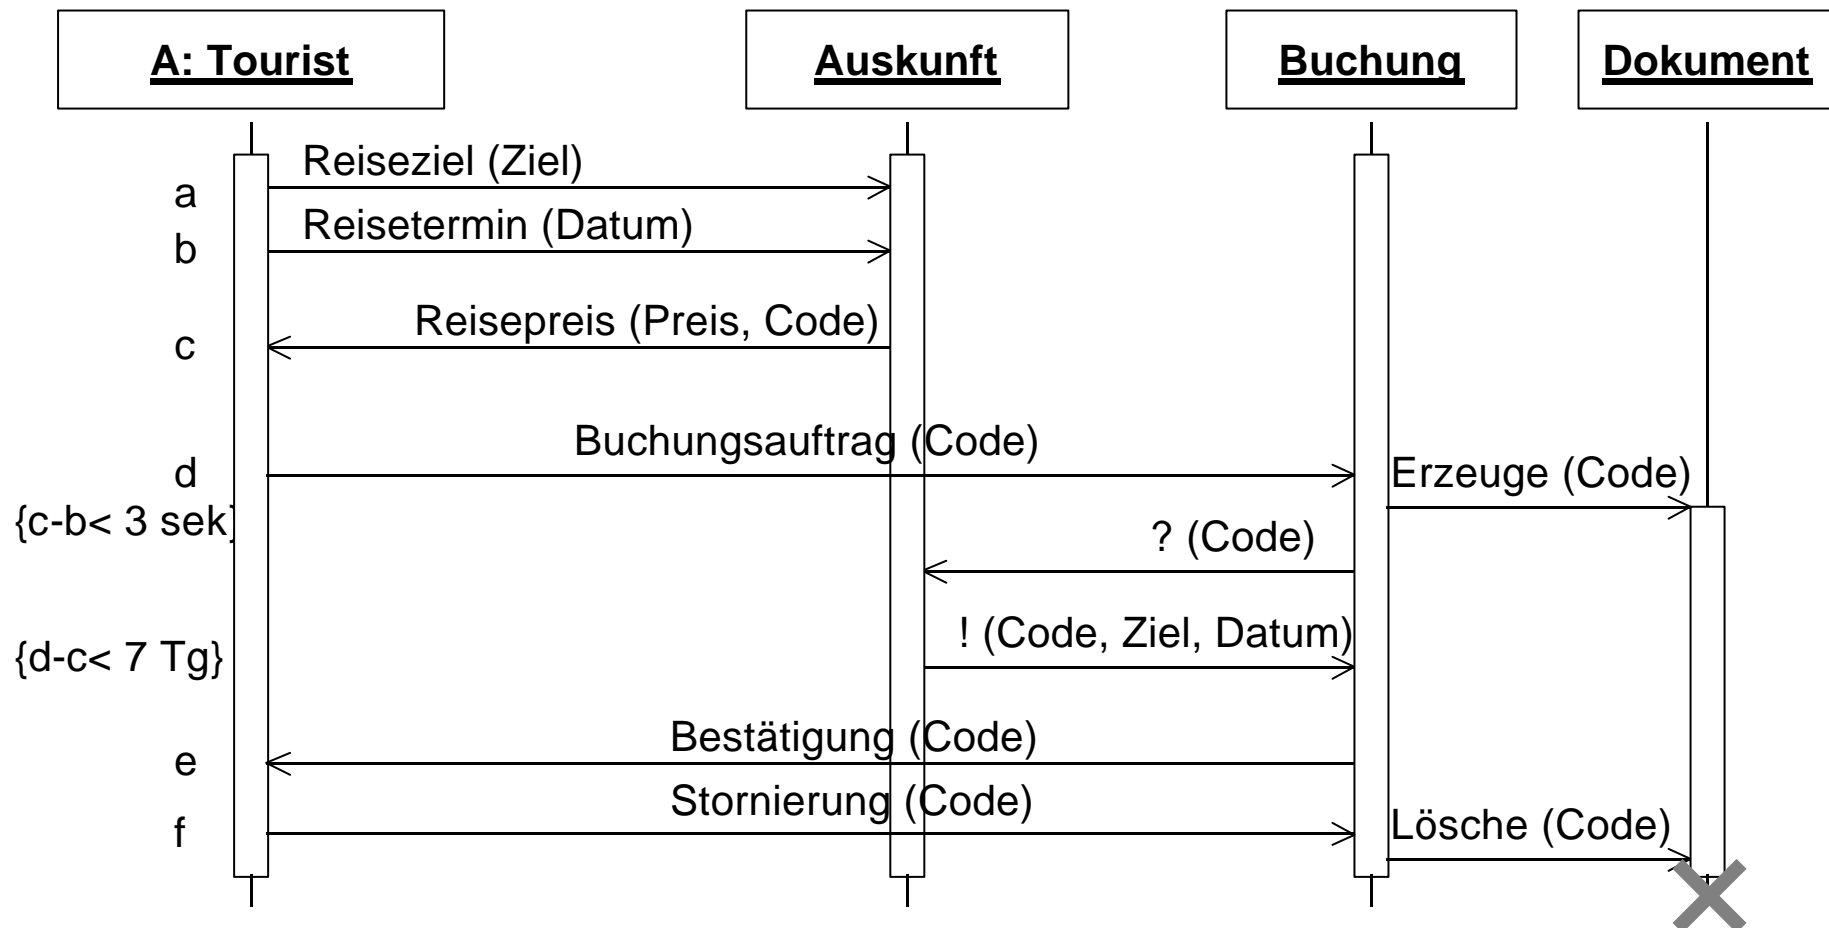 A: Tourist
Auskunft
Buchung
Dokument
Reiseziel (Ziel)
a
Reisetermin (Datum)
b
Reisepreis (Preis, Code)
c
Buchungsauftrag (Code)
d
Erzeuge (Code)
{c-b< 3 sek}
? (Code)
! (Code, Ziel, Datum)
{d-c< 7 Tg}
Bestätigung (Code)
e
Stornierung (Code)
f
Lösche (Code)